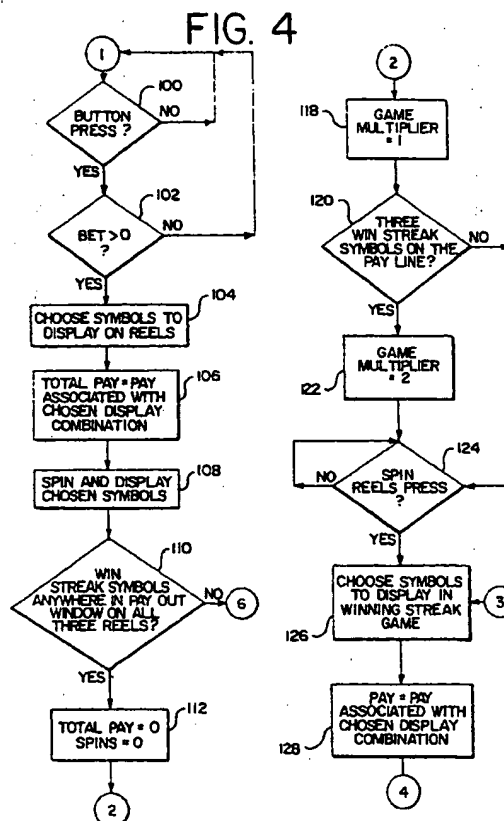 FIG. 4
1
100
BUTTON
PRESS ?
NO
YES
102
BET > 0
?
NO
YES
104
CHOOSE SYMBOLS TO
DISPLAY ON REELS
106
TOTAL PAY = PAY
ASSOCIATED WITH
CHOSEN DISPLAY
COMBINATION
108
SPIN AND DISPLAY
CHOSEN SYMBOLS
110
WIN
STREAK SYMBOLS
ANYWHERE IN PAY OUT
WINDOW ON ALL
THREE REELS?
NO
6
YES
112
TOTAL PAY = 0
SPINS = 0
2
2
118
GAME
MULTIPLIER
= 1
120
THREE
WIN STREAK
SYMBOLS ON THE
PAY LINE?
NO
YES
GAME
MULTIPLIER
= 2
122
124
SPIN
REELS PRESS
?
NO
YES
CHOOSE SYMBOLS
TO DISPLAY IN
WINNING STREAK
GAME
126
3
PAY = PAY
ASSOCIATED WITH
CHOSEN DISPLAY
COMBINATION
128
4